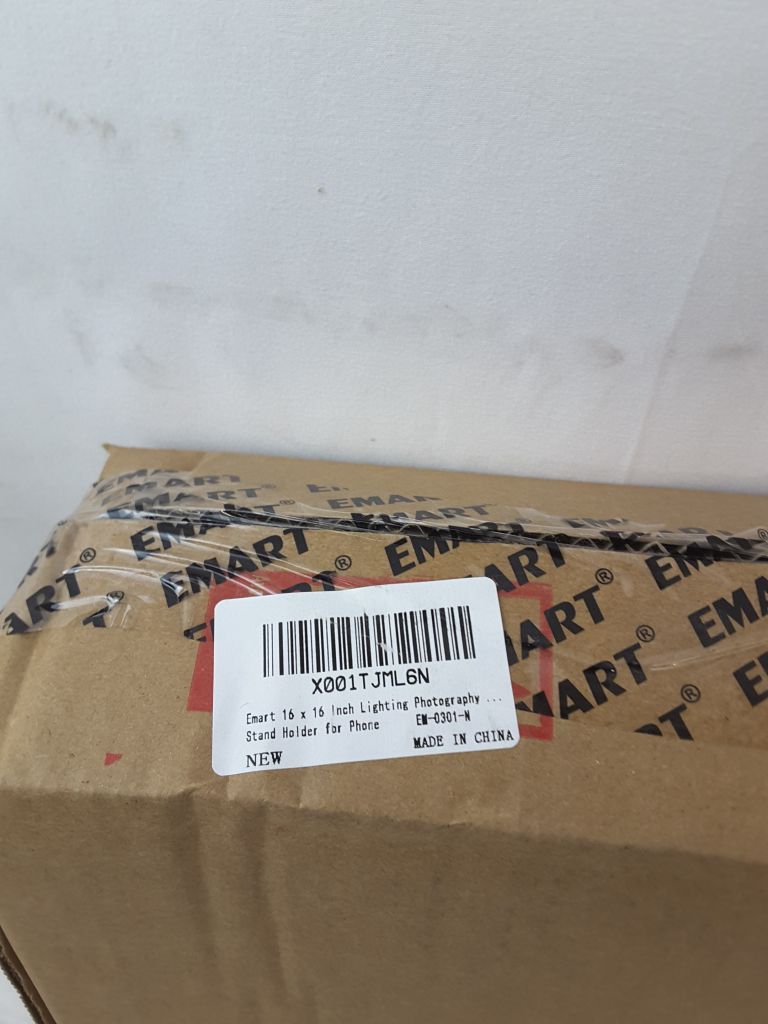 EMART®
EMART®
EMART®
EMART®
EMART®
X001TJML6N
Emart 16 x 16 Inch Lighting Photography ...
Stand Holder for Phone EM-0301-N
NEW MADE IN CHINA